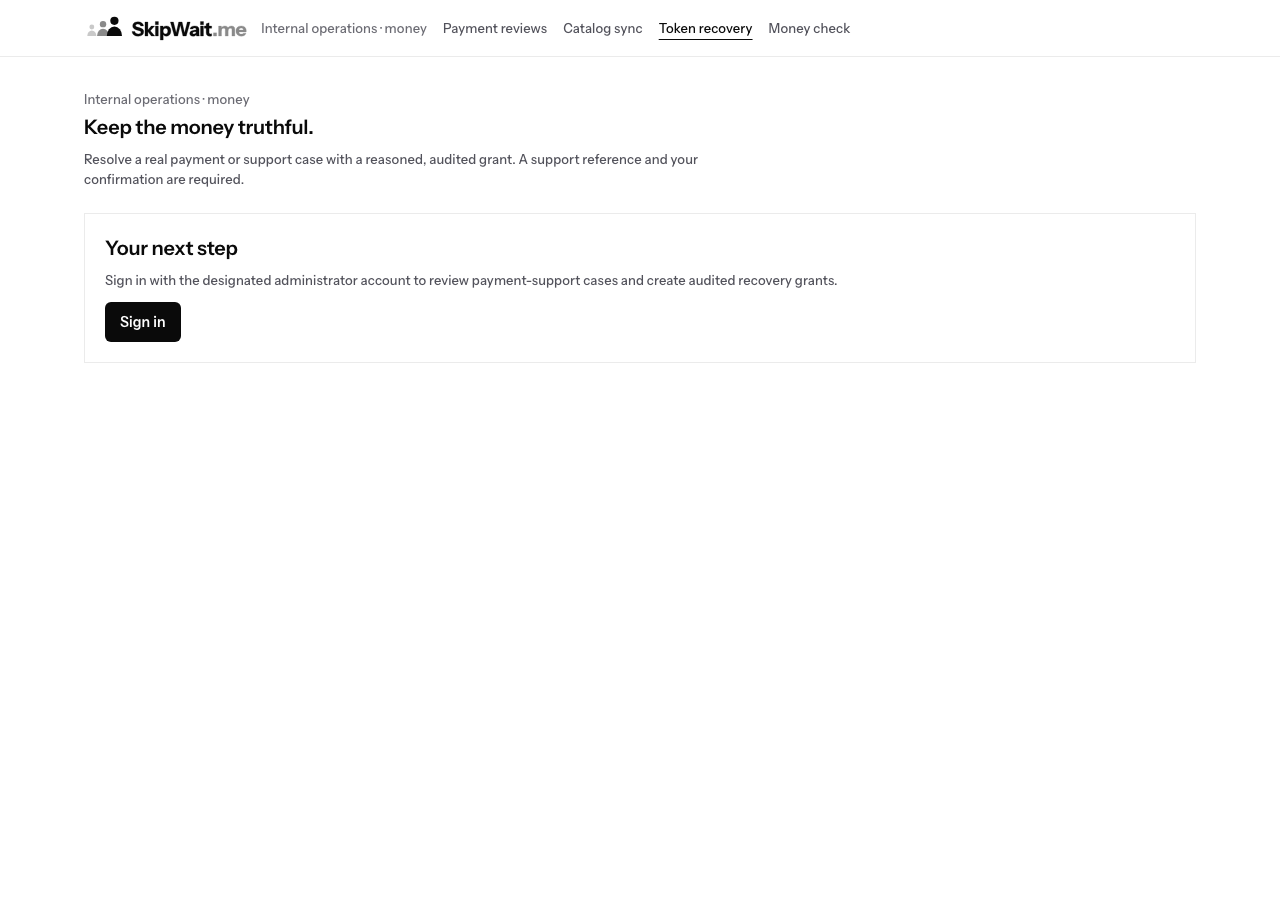 SkipWait.me Internal operations · money Payment reviews Catalog sync Token recovery Money check
Internal operations · money
Keep the money truthful.
Resolve a real payment or support case with a reasoned, audited grant. A support reference and your
confirmation are required.
Your next step
Sign in with the designated administrator account to review payment-support cases and create audited recovery grants.
Sign in